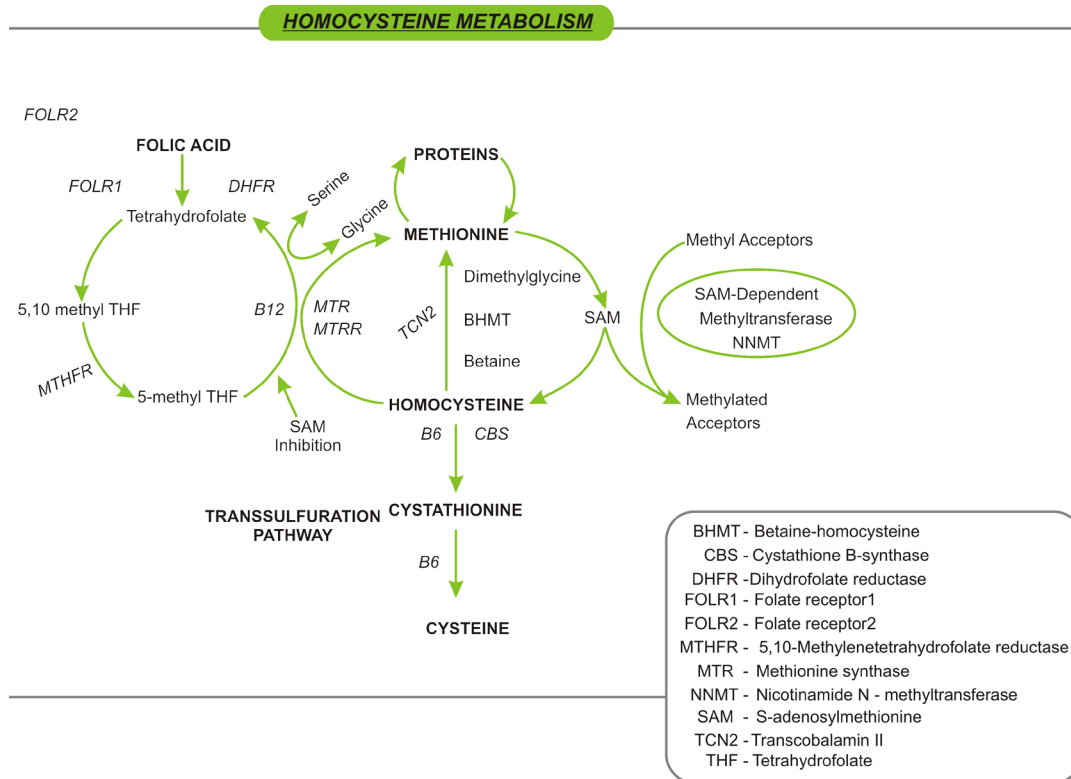 HOMOCYSTEINE METABOLISM
FOLR2
FOLIC ACID
FOLR1
DHFR
Tetrahydrofolate
Serine
Glycine
PROTEINS
METHIONINE
5,10 methyl THF
B12
MTR
MTRR
TCN2
Dimethylglycine
BHMT
Betaine
SAM
Methyl Acceptors
SAM-Dependent
Methyltransferase
NNMT
MTHFR
5-methyl THF
SAM
Inhibition
HOMOCYSTEINE
Methylated
Acceptors
B6
CBS
TRANSSULFURATION
PATHWAY
CYSTATHIONINE
B6
CYSTEINE
BHMT - Betaine-homocysteine
CBS - Cystathione B-synthase
DHFR -Dihydrofolate reductase
FOLR1 - Folate receptor1
FOLR2 - Folate receptor2
MTHFR - 5,10-Methylenetetrahydrofolate reductase
MTR - Methionine synthase
NNMT - Nicotinamide N - methyltransferase
SAM - S-adenosylmethionine
TCN2 - Transcobalamin II
THF - Tetrahydrofolate